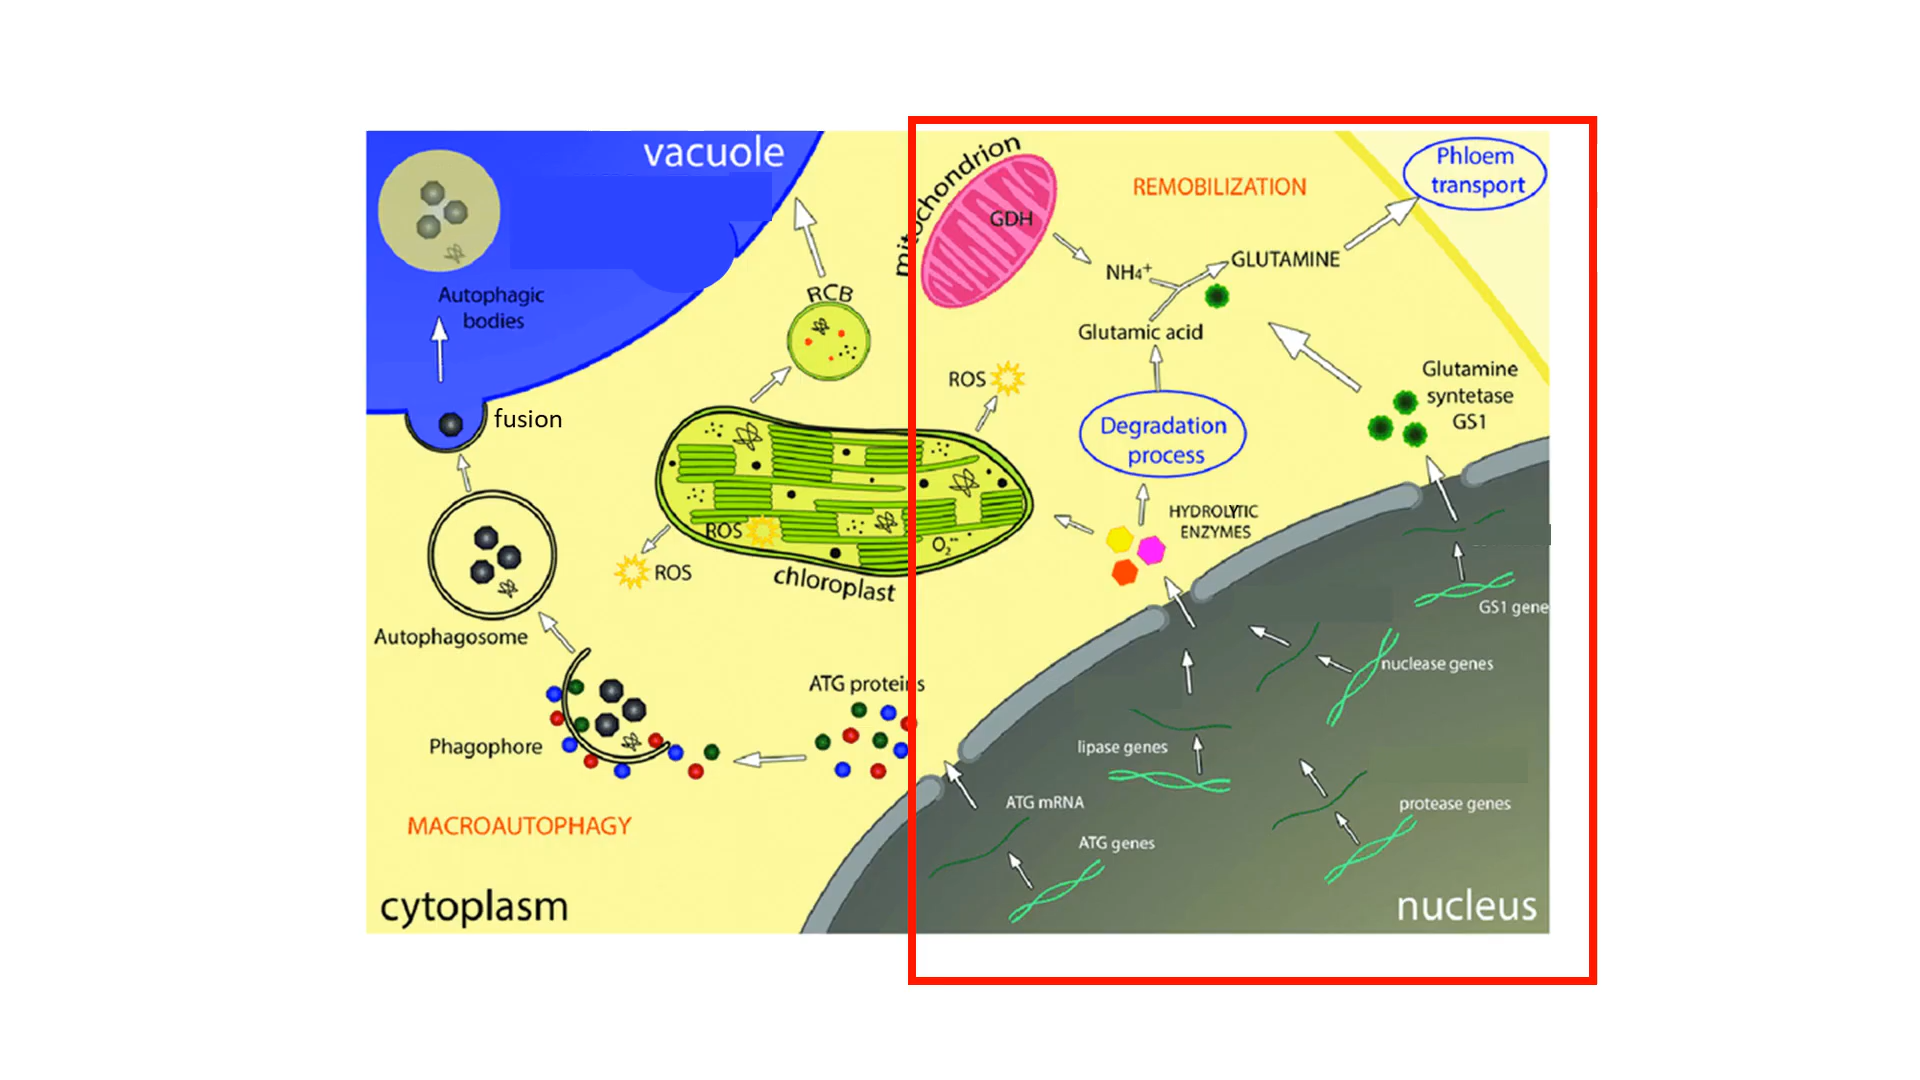 vacuole
Autophagic
bodies
fusion
RCB
mitochondrion
GDH
REMOBILIZATION
Phloem
transport
NH₄⁺
GLUTAMINE
Glutamic acid
ROS
Glutamine
syntetase
GS1
Degradation
process
HYDROLYTIC
ENZYMES
ROS
O₂
ROS
chloroplast
Autophagosome
GS1 gene
nuclease genes
ATG proteins
Phagophore
lipase genes
ATG mRNA
protease genes
MACROAUTOPHAGY
ATG genes
cytoplasm
nucleus